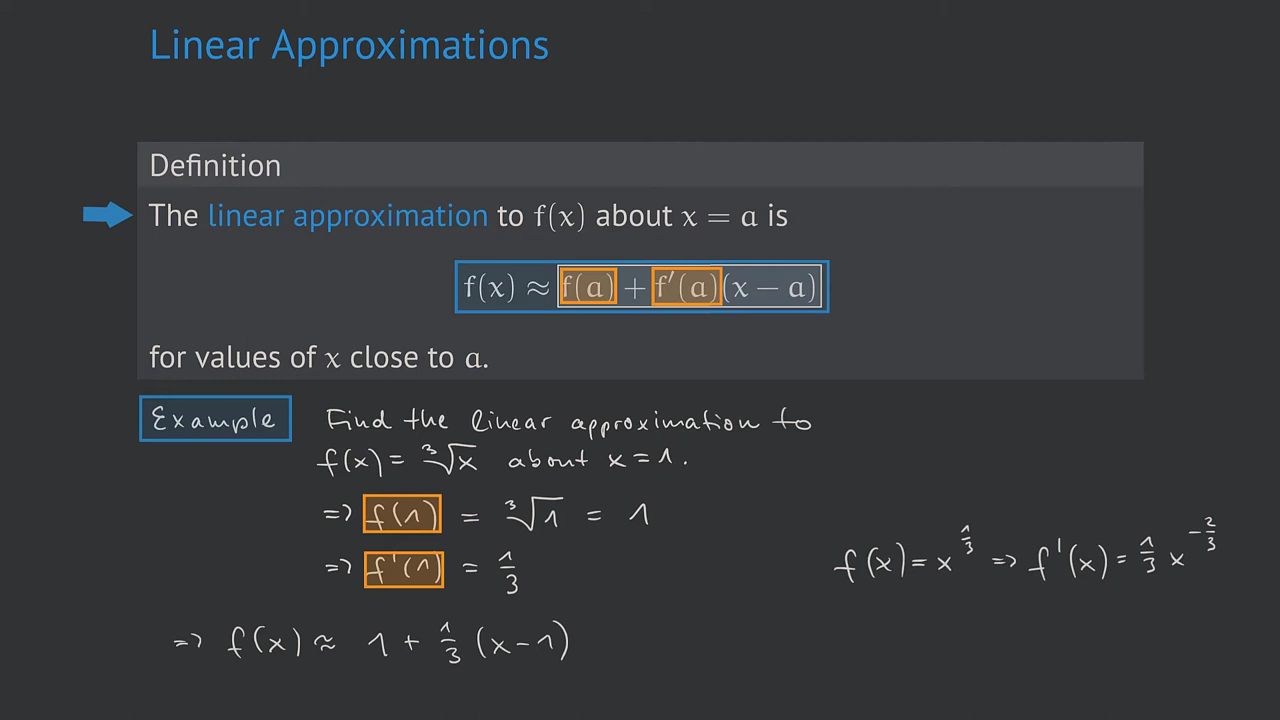 Linear Approximations
Definition
The linear approximation to f(x) about x = a is
f(x) ≈ f(a) + f′(a)(x − a)
for values of x close to a.
Example Find the linear approximation to
f(x) = ∛x about x = 1.
=> f(1) = ∛1 = 1
=> f'(1) = 1/3
f(x) = x^(1/3) => f'(x) = 1/3 x^(-2/3)
=> f(x) ≈ 1 + 1/3 (x − 1)